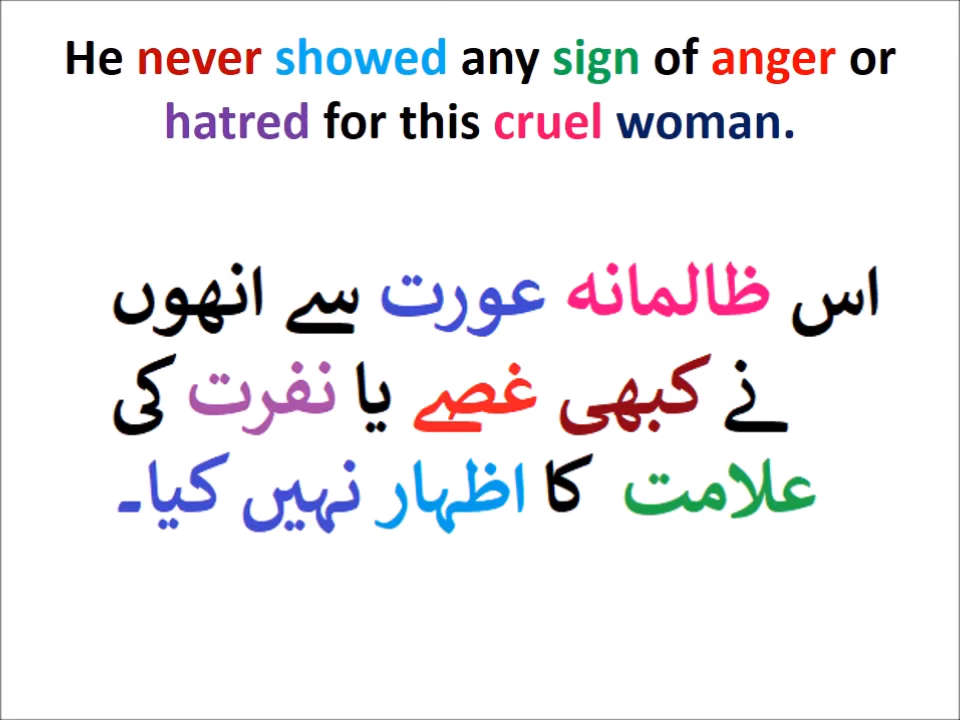 He never showed any sign of anger or
hatred for this cruel woman.
اس ظالمانه عورت سے انھوں
نے کبھی غصے یا نفرت کی
علامت کا اظہار نہیں کیا۔